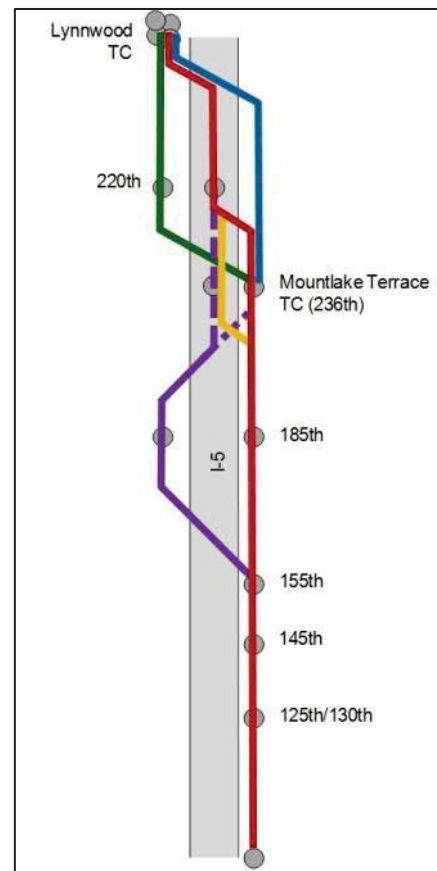 Lynnwood
TC
220th
Mountlake Terrace
TC (236th)
185th
I-5
155th
145th
125th/130th